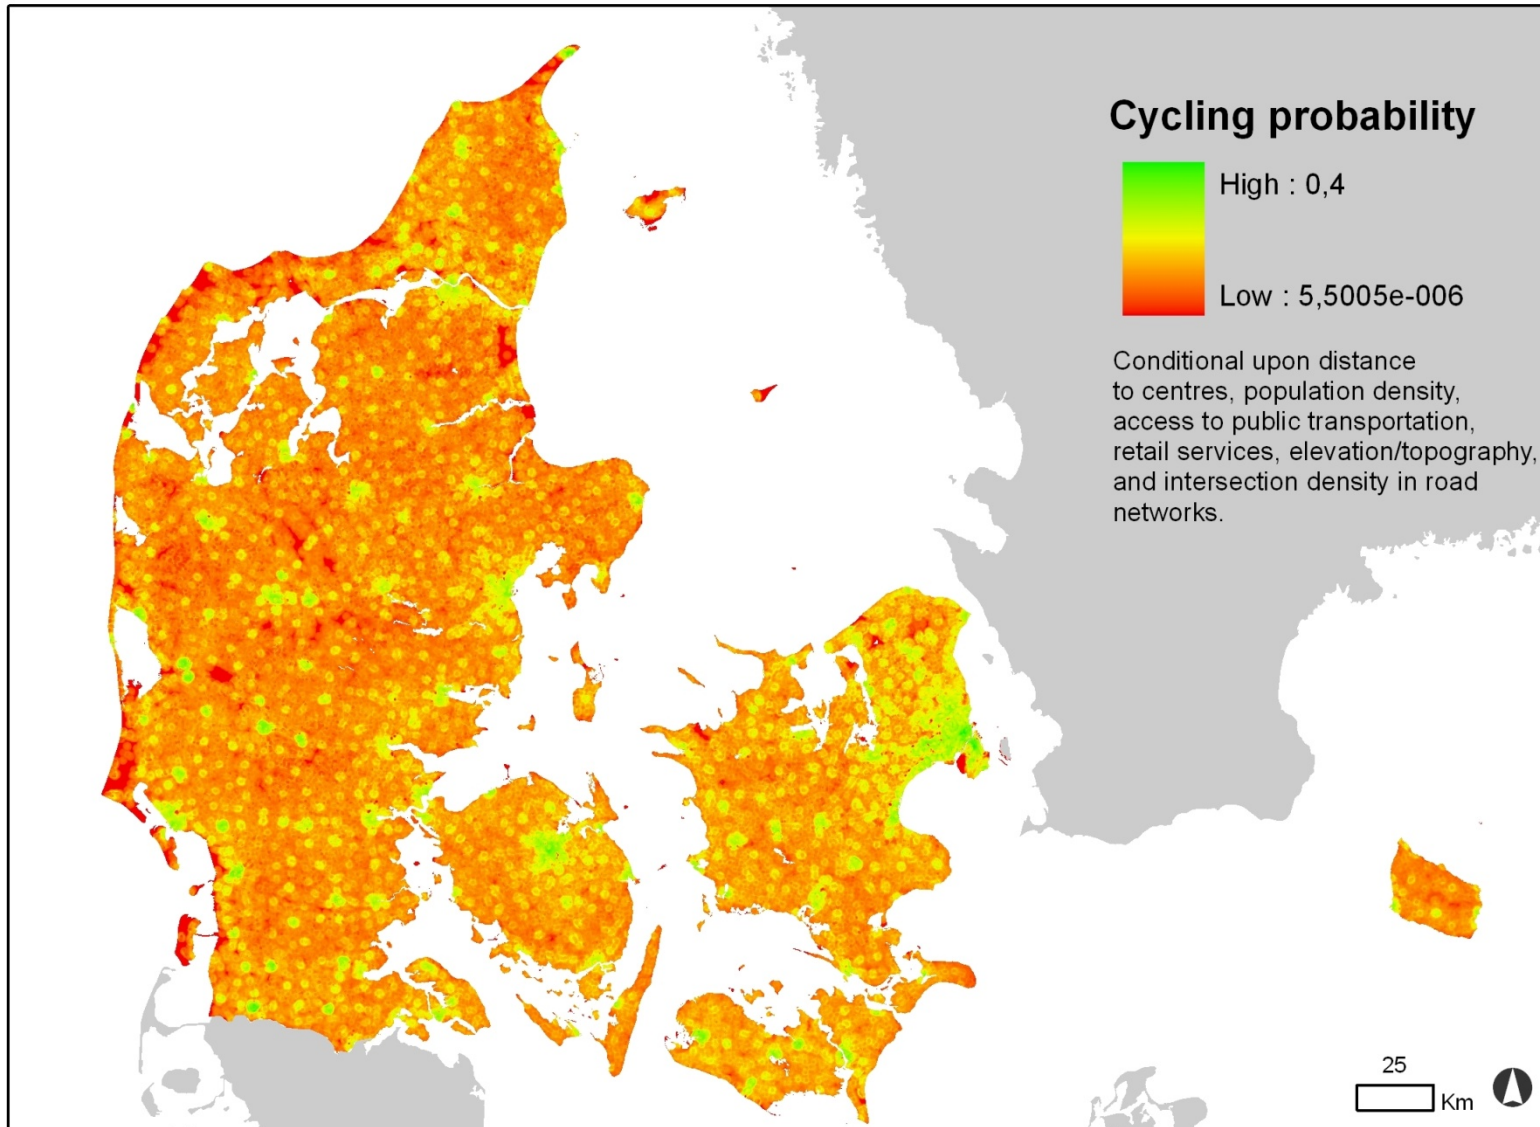 Cycling probability
High : 0,4
Low : 5,5005e-006
Conditional upon distance
to centres, population density,
access to public transportation,
retail services, elevation/topography,
and intersection density in road
networks.
25
Km